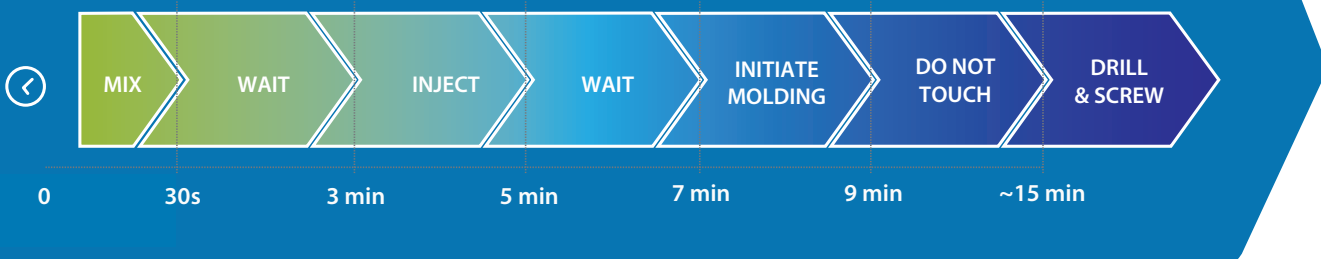 MIX
WAIT
INJECT
WAIT
INITIATE
MOLDING
DO NOT
TOUCH
DRILL
& SCREW
0
30s
3 min
5 min
7 min
9 min
~15 min